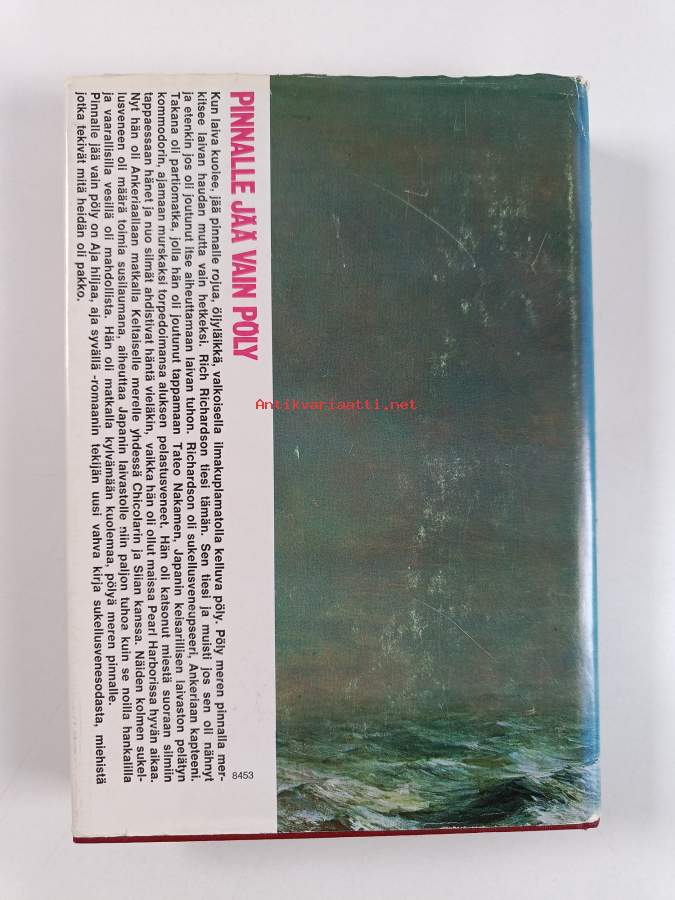 PINNALLE JÄÄ VAIN PÖLY
Kun laiva kuolee, jää pinnalle rojua, öljyläikkä, valkoisella ilmakuplamatolla kelluva pöly. Pöly meren pinnalla mer-
kitsee laivan haudan mutta vain hetkeksi. Rich Richardson tiesi tämän. Sen tiesi ja muisti jos sen oli nähnyt
ja etenkin jos oli joutunut itse aiheuttamaan laivan tuhon. Richardson oli sukellusveneupseeri, Ankeriaan kapteeni.
Takana oli partiomatka, jolla hän oli joutunut tappamaan Tateo Nakamen, Japanin keisarillisen laivaston pelätyn
kommodorin, ajamaan murskaksi torpedoimansa aluksen pelastusveneet. Hän oli katsonut miestä suoraan silmiin
tappaessaan hänet ja nuo silmät ahdistivat häntä vieläkin, vaikka hän oli ollut maissa Pearl Harborissa hyvän aikaa.
Nyt hän oli Ankeriaallaan matkalla Keltaiselle merelle yhdessä Chicolarin ja Siian kanssa. Näiden kolmen sukel-
lusveneen oli määrä toimia susilaumana, aiheuttaa Japanin laivastolle niin paljon tuhoa kuin se noilla hankalilla
ja vaarallisilla vesillä oli mahdollista. Hän oli matkalla kylvämään kuolemaa, pölyä meren pinnalle.
Pinnalle jää vain pöly on Aja hiljaa, aja syvällä -romaanin tekijän uusi vahva kirja sukellusvenesodasta, miehistä
jotka tekivät mitä heidän oli pakko.
8453
Antikvariaatti.net